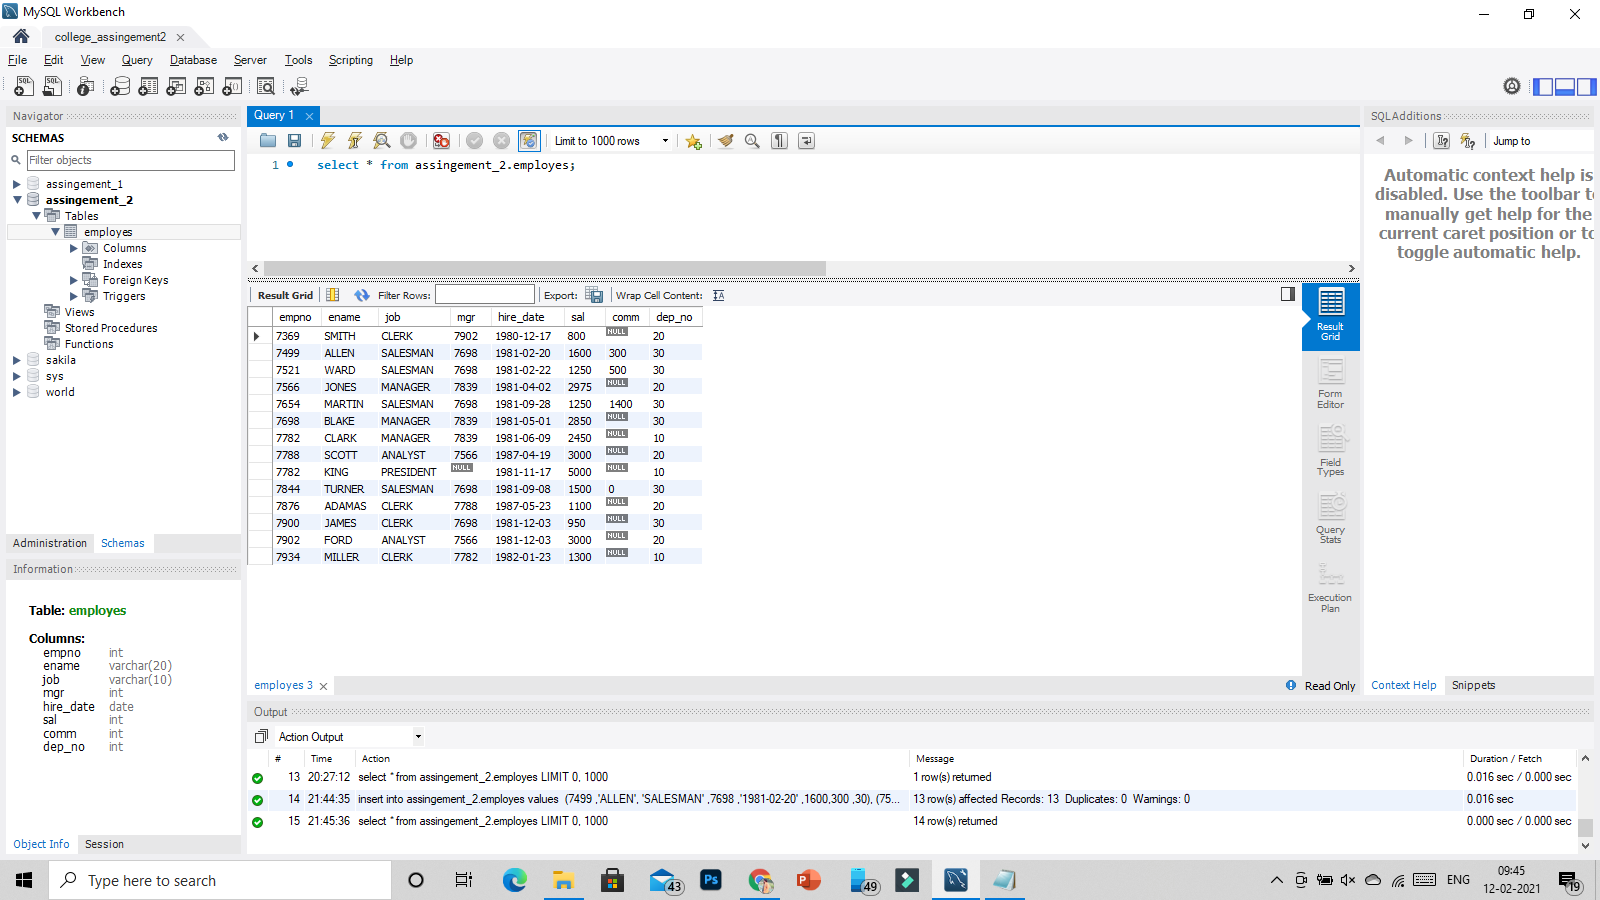 MySQL Workbench
college_assingement2
File Edit View Query Database Server Tools Scripting Help
Navigator
SCHEMAS
Filter objects
assingement_1
assingement_2
Tables
employes
Columns
Indexes
Foreign Keys
Triggers
Views
Stored Procedures
Functions
sakila
sys
world
Administration Schemas
Information
Table: employes
Columns:
empno int
ename varchar(20)
job varchar(10)
mgr int
hire_date date
sal int
comm int
dep_no int
Object Info Session
Query 1
Limit to 1000 rows
1 select * from assingement_2.employes;
Result Grid Filter Rows: Export: Wrap Cell Content:
empno ename job mgr hire_date sal comm dep_no
7369 SMITH CLERK 7902 1980-12-17 800 NULL 20
7499 ALLEN SALESMAN 7698 1981-02-20 1600 300 30
7521 WARD SALESMAN 7698 1981-02-22 1250 500 30
7566 JONES MANAGER 7839 1981-04-02 2975 NULL 20
7654 MARTIN SALESMAN 7698 1981-09-28 1250 1400 30
7698 BLAKE MANAGER 7839 1981-05-01 2850 NULL 30
7782 CLARK MANAGER 7839 1981-06-09 2450 NULL 10
7788 SCOTT ANALYST 7566 1987-04-19 3000 NULL 20
7782 KING PRESIDENT NULL 1981-11-17 5000 NULL 10
7844 TURNER SALESMAN 7698 1981-09-08 1500 0 30
7876 ADAMAS CLERK 7788 1987-05-23 1100 NULL 20
7900 JAMES CLERK 7698 1981-12-03 950 NULL 30
7902 FORD ANALYST 7566 1981-12-03 3000 NULL 20
7934 MILLER CLERK 7782 1982-01-23 1300 NULL 10
Result
Grid
Form
Editor
Field
Types
Query
Stats
Execution
Plan
employes 3
Read Only
SQLAdditions
Jump to
Automatic context help is
disabled. Use the toolbar to
manually get help for the
current caret position or to
toggle automatic help.
Context Help Snippets
Output
Action Output
# Time Action Message Duration / Fetch
13 20:27:12 select * from assingement_2.employes LIMIT 0, 1000 1 row(s) returned 0.016 sec / 0.000 sec
14 21:44:35 insert into assingement_2.employes values (7499 ,'ALLEN', 'SALESMAN' ,7698 ,'1981-02-20' ,1600,300 ,30), (75... 13 row(s) affected Records: 13 Duplicates: 0 Warnings: 0 0.016 sec
15 21:45:36 select * from assingement_2.employes LIMIT 0, 1000 14 row(s) returned 0.000 sec / 0.000 sec
Type here to search
43
Ps
49
ENG
09:45
12-02-2021
19